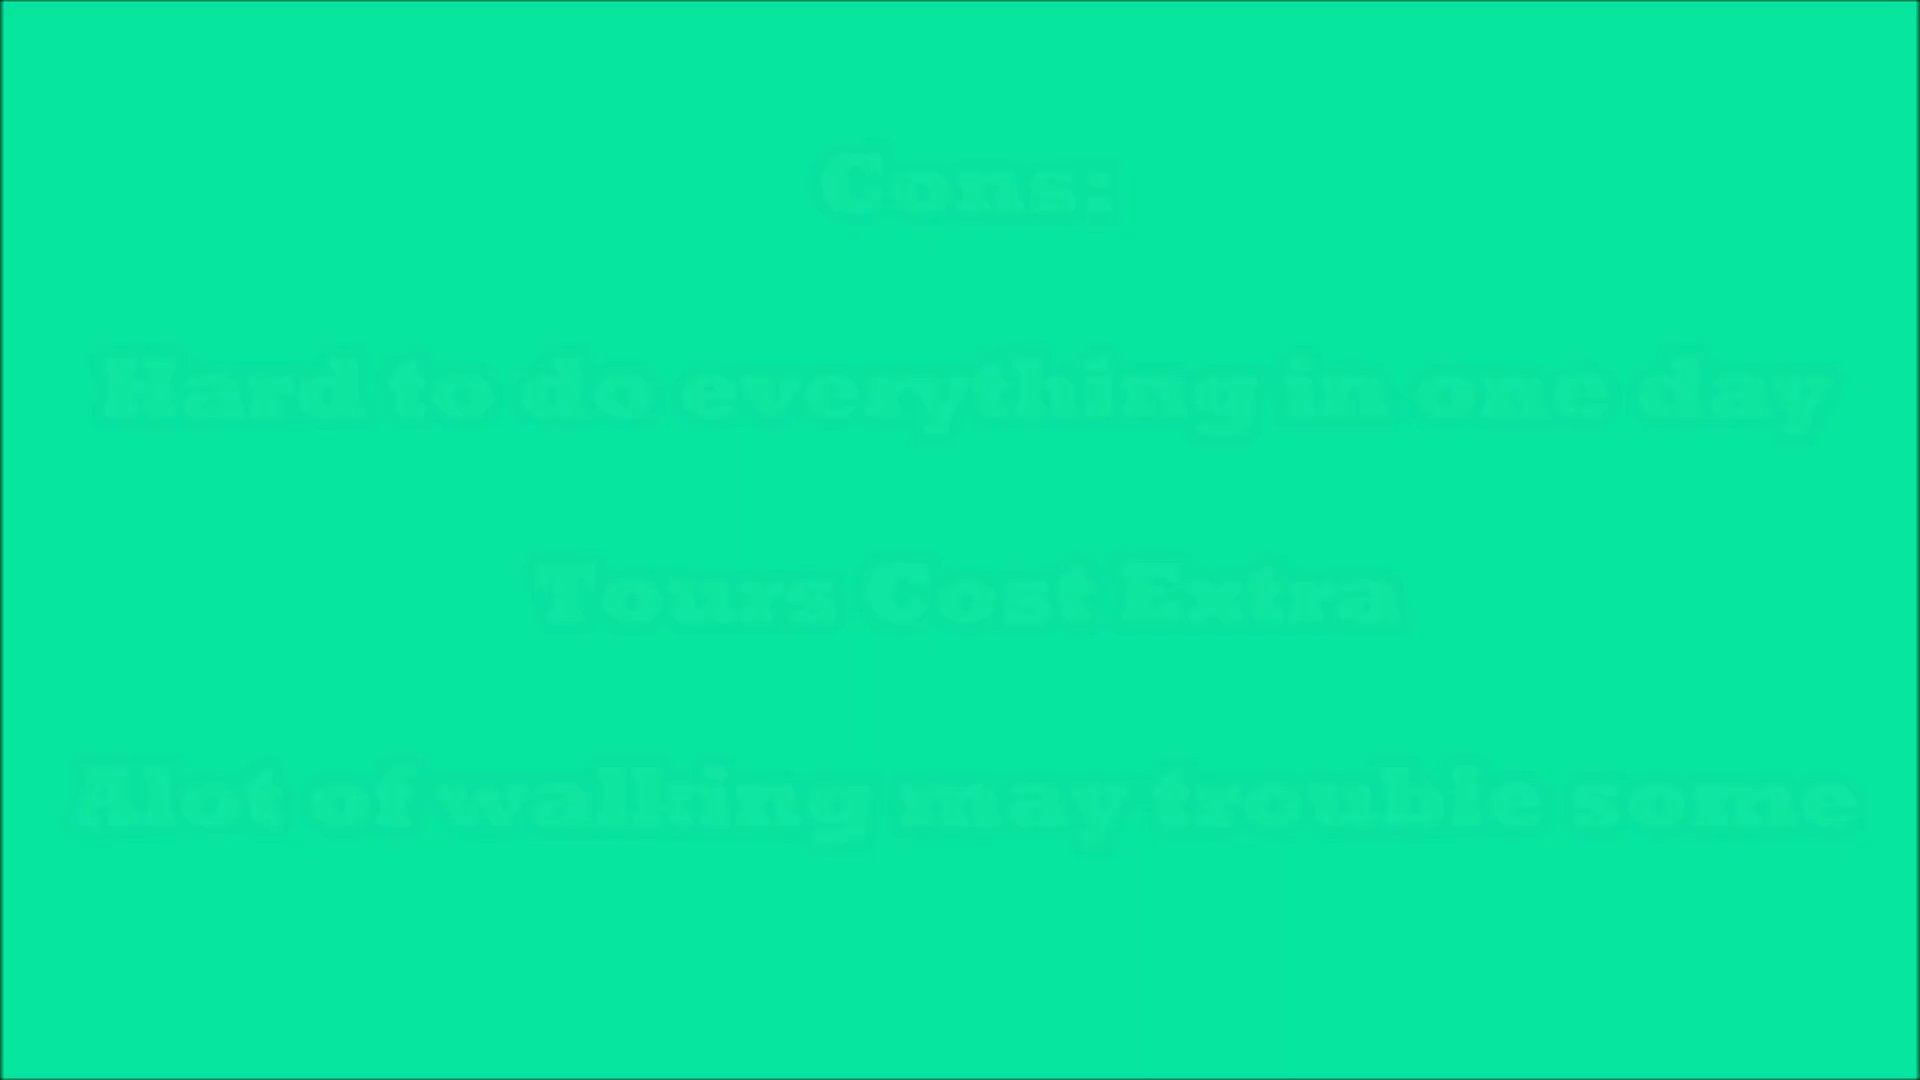 Cons:
Hard to do everything in one day
Tours Cost Extra
Alot of walking may trouble some